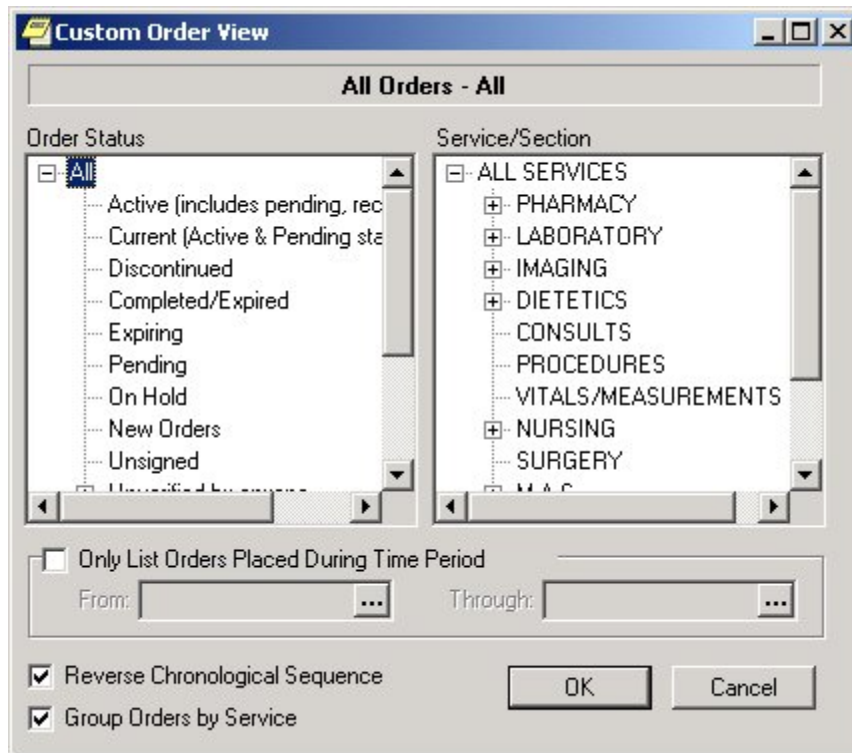 Custom Order View
All Orders - All
Order Status
All
Active (includes pending, rec
Current (Active & Pending sta
Discontinued
Completed/Expired
Expiring
Pending
On Hold
New Orders
Unsigned
Service/Section
ALL SERVICES
PHARMACY
LABORATORY
IMAGING
DIETETICS
CONSULTS
PROCEDURES
VITALS/MEASUREMENTS
NURSING
SURGERY
Only List Orders Placed During Time Period
From: ...
Through: ...
Reverse Chronological Sequence
Group Orders by Service
OK
Cancel